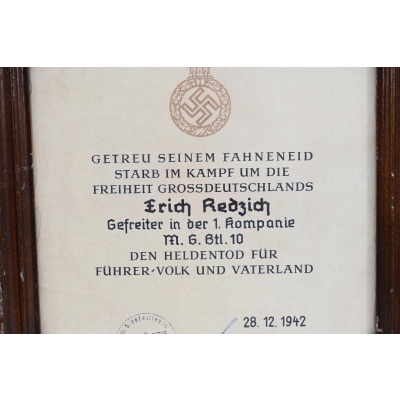 GETREU SEINEM FAHNENEID
STARB IM KAMPF UM DIE
FREIHEIT GROSSDEUTSCHLANDS
Erich Redzich
Gefreiter in der 1. Kompanie
M. G. Btl. 10
DEN HELDENTOD FÜR
FÜHRER-VOLK UND VATERLAND
28. 12. 1942